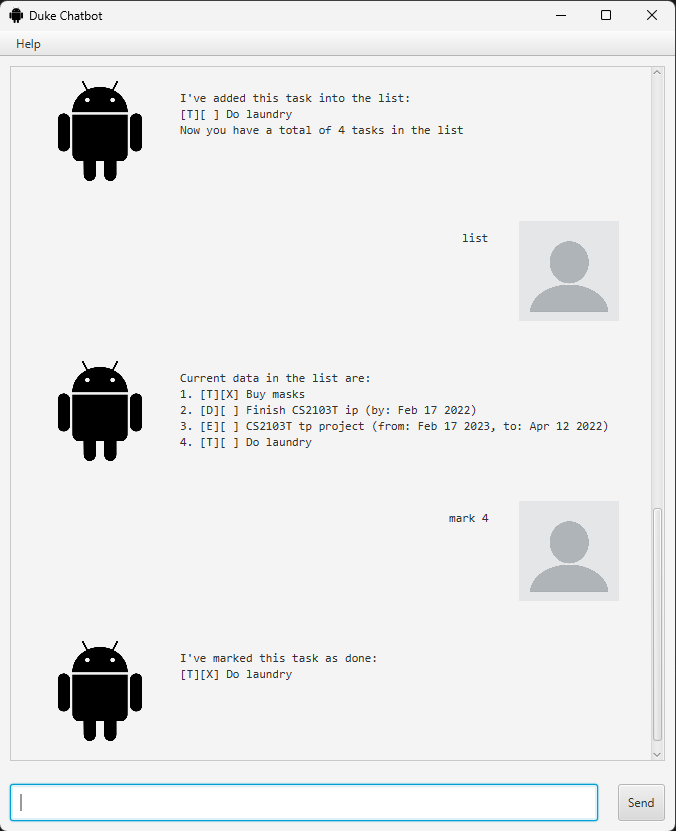 Duke Chatbot
Help
I've added this task into the list:
[T][ ] Do laundry
Now you have a total of 4 tasks in the list
list
Current data in the list are:
1. [T][X] Buy masks
2. [D][ ] Finish CS2103T ip (by: Feb 17 2022)
3. [E][ ] CS2103T tp project (from: Feb 17 2023, to: Apr 12 2022)
4. [T][ ] Do laundry
mark 4
I've marked this task as done:
[T][X] Do laundry
Send